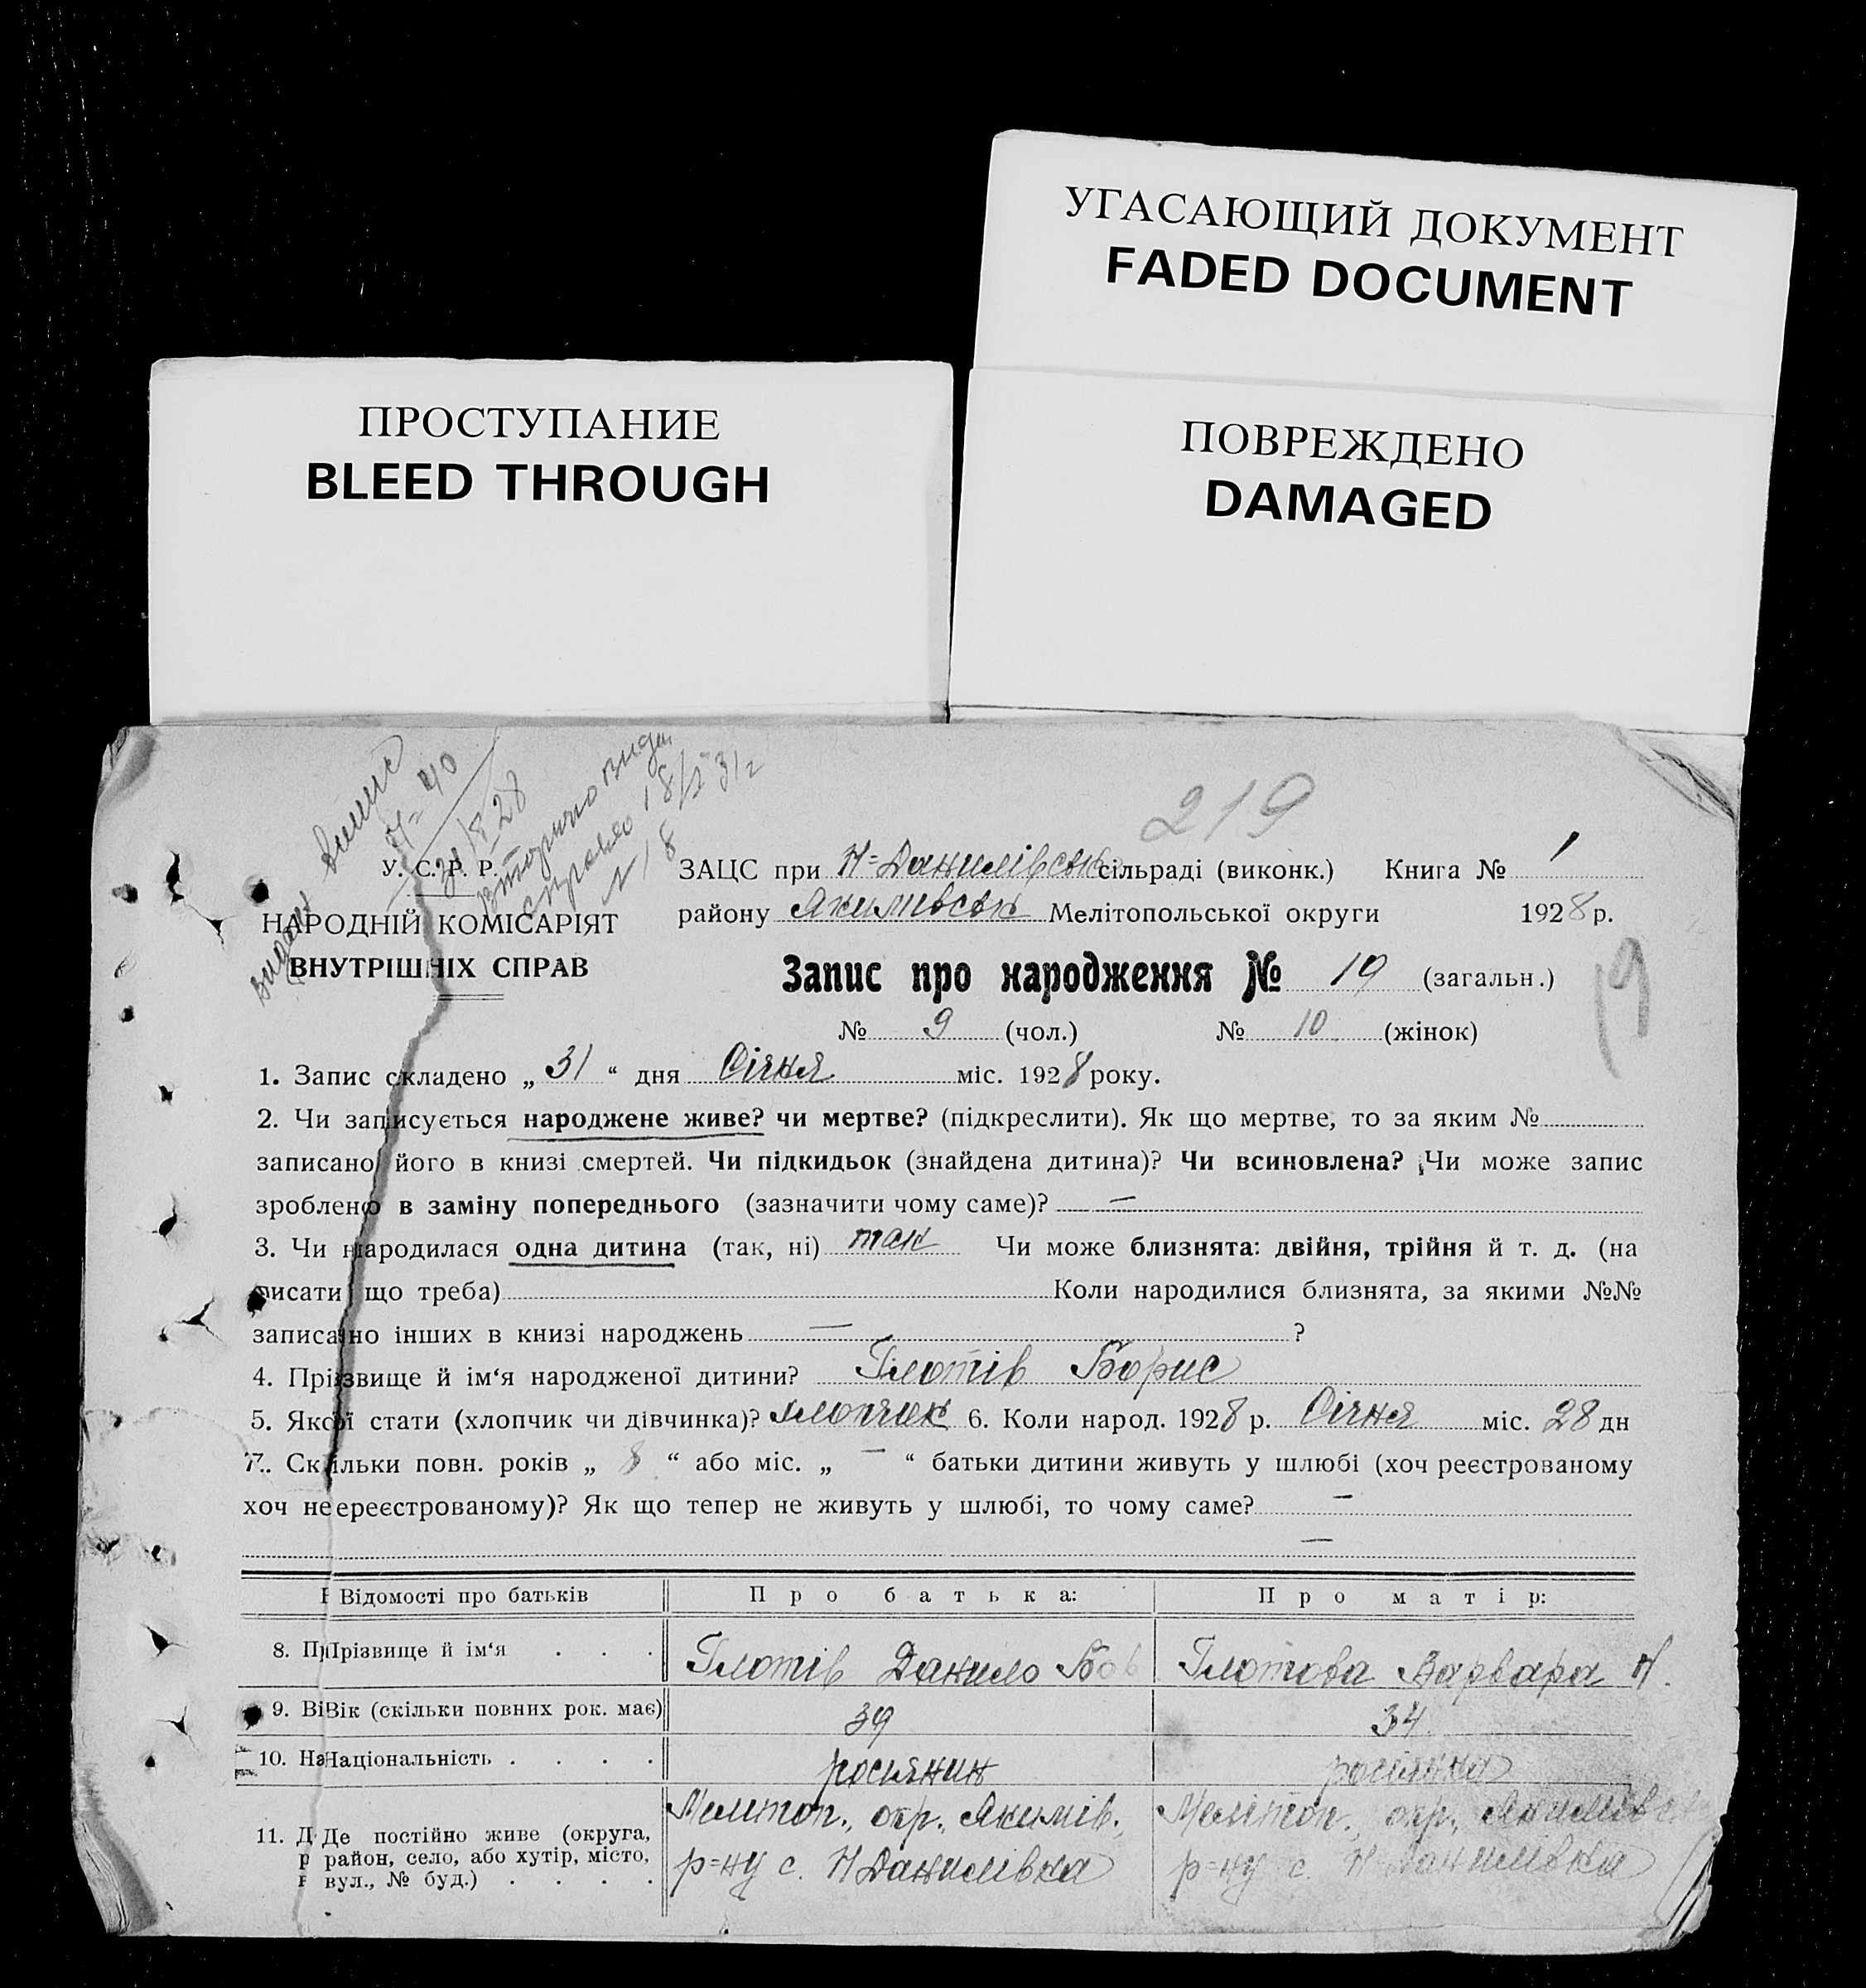 УГАСАЮЩИЙ ДОКУМЕНТ
FADED DOCUMENT
ПРОСТУПАНИЕ
BLEED THROUGH
ПОВРЕЖДЕНО
DAMAGED
219
У. С. Р. Р.
НАРОДНІЙ КОМІСАРІЯТ
ВНУТРІШНІХ СПРАВ
ЗАЦС при Н-Данилівськ сільраді (виконк.) Книга № 1
району Якимівськ Мелітопольської округи 1928 р.
Запис про народження № 19 (загальн.)
19
№ 9 (чол.) № 10 (жінок)
1. Запис складено „ 31 “ дня Січня міс. 1928 року.
2. Чи записується народжене живе? чи мертве? (підкреслити). Як що мертве, то за яким №
записано його в книзі смертей. Чи підкидьок (знайдена дитина)? Чи всиновлена? Чи може запис
зроблено в заміну попереднього (зазначити чому саме)? —
3. Чи народилася одна дитина (так, ні) так Чи може близнята: двійня, трійня й т. д. (на
писати що треба) Коли народилися близнята, за якими №№
записано інших в книзі народжень — ?
4. Прізвище й ім‘я народженої дитини? Глотів Борис
5. Якої стати (хлопчик чи дівчинка)? хлопчик 6. Коли народ. 1928 р. Січня міс. 28 дн
7. Скільки повн. років „ 8 “ або міс. „ — “ батьки дитини живуть у шлюбі (хоч реєстрованому
хоч неереєстрованому)? Як що тепер не живуть у шлюбі, то чому саме? —
—
Відомості про батьків Про батька: Про матір:
8. Прізвище й ім‘я . . . Глотів Данило Глотова Варвара Н.
9. Вік (скільки повних рок. має) 39 34
10. Національність . . . . росіянин росіянка
Мелітоп., окр., Якимів. Мелітоп., окр., Якимівс
11. Де постійно живе (округа,
район, село, або хутір, місто, р-ну с. Н Данилівка р-ну с. Н Данилівка
вул., № буд.) . . . .